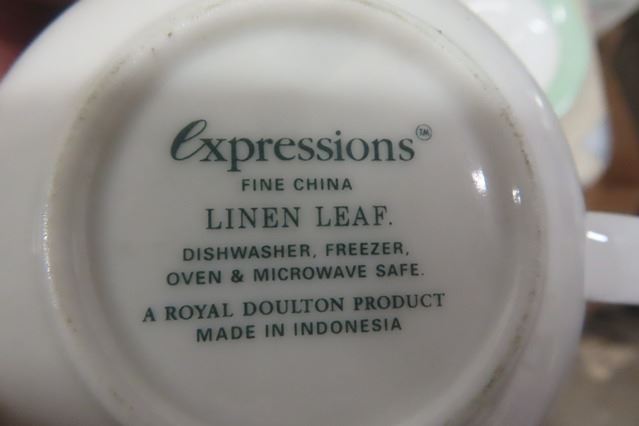 expressions™
FINE CHINA
LINEN LEAF.
DISHWASHER, FREEZER,
OVEN & MICROWAVE SAFE.
A ROYAL DOULTON PRODUCT
MADE IN INDONESIA